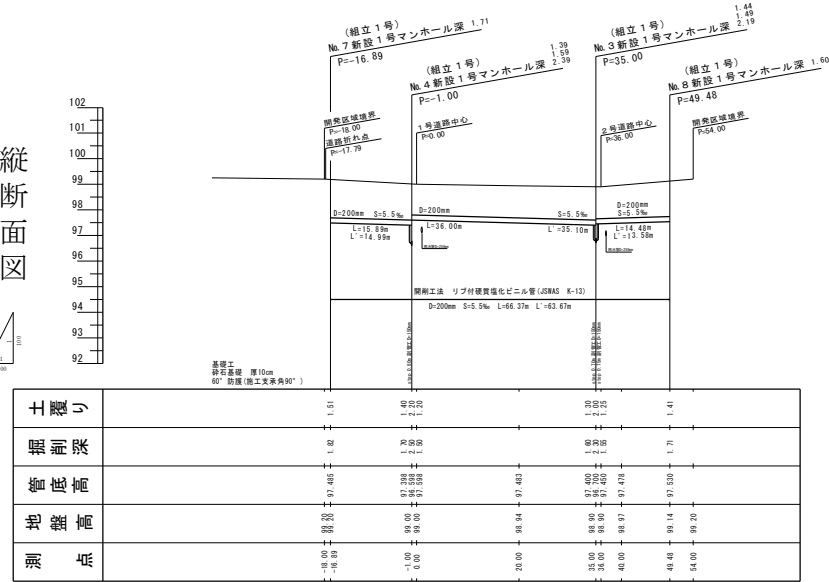 縦断面図
102
101
100
99
98
97
96
95
94
93
92
(組立１号)
No.７新設１号マンホール深 1.71
P=-16.89
開発区域境界
P=-18.00
道路折れ点
P=-17.79
(組立１号)
No.４新設１号マンホール深
1.39
1.59
2.39
P=-1.00
１号道路中心
P=0.00
(組立１号)
No.３新設１号マンホール深
1.44
1.49
2.19
P=35.00
２号道路中心
P=36.00
(組立１号)
No.８新設１号マンホール深 1.60
P=49.48
開発区域境界
P=54.00
D=200mm S=5.5‰
L=15.89m
L´=14.99m
D=200mm
S=5.5‰
L=36.00m
L´=35.10m
D=200mm
S=5.5‰
L=14.48m
L´=13.58m
開削工法 リブ付硬質塩化ビニル管(JSWAS K-13)
D=200mm S=5.5‰ L=66.37m L´=63.67m
基礎工
砕石基礎 厚10cm
60°防護(施工支承角90°)
土覆り
1.51
1.40
2.20
1.20
1.30
2.00
1.25
1.41
掘削深
1.82
1.70
2.50
1.50
1.60
2.30
1.55
1.71
管底高
97.485
97.398
96.598
97.598
97.483
97.400
96.700
97.450
97.478
97.530
地盤高
99.20
99.20
99.00
99.00
98.94
98.90
98.90
98.97
99.14
99.20
測点
-18.00
-16.89
-1.00
0.00
20.00
35.00
36.00
40.00
49.48
54.00